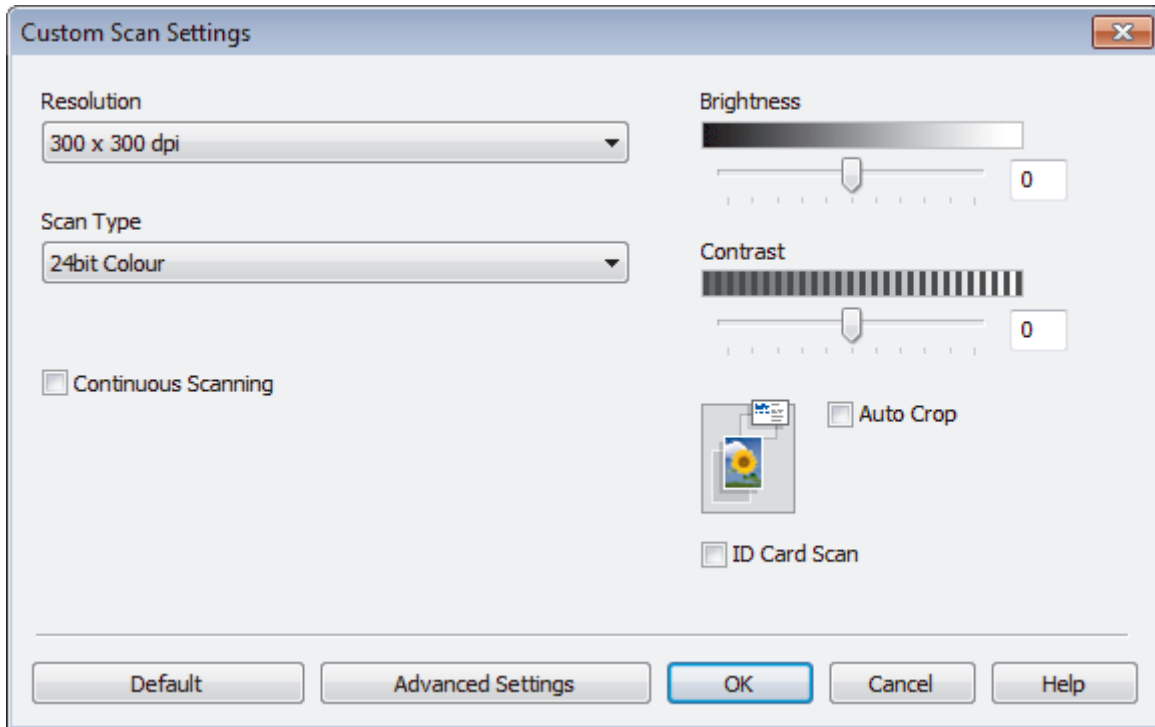 Custom Scan Settings
Resolution
300 x 300 dpi
Scan Type
24bit Colour
Continuous Scanning
Brightness
0
Contrast
0
Auto Crop
ID Card Scan
Default
Advanced Settings
OK
Cancel
Help